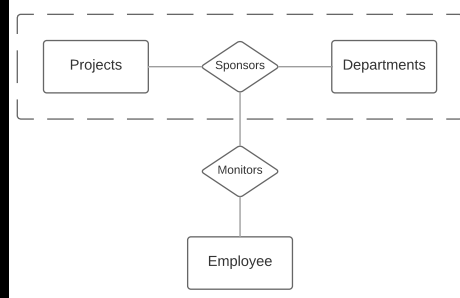 Projects
Sponsors
Departments
Monitors
Employee